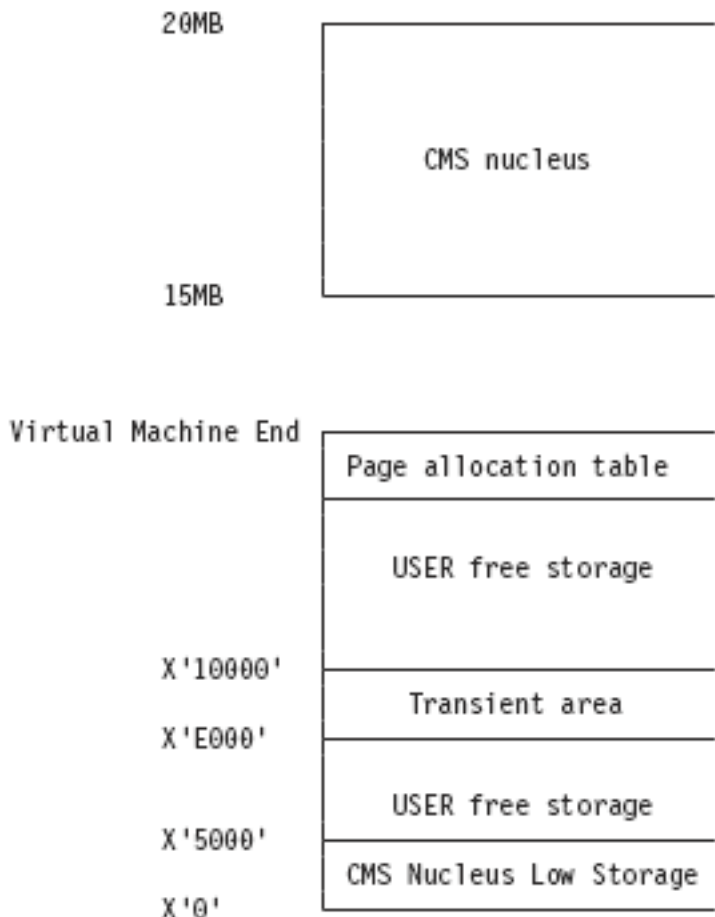 20MB
CMS nucleus
15MB
Virtual Machine End
Page allocation table
USER free storage
X'10000'
Transient area
X'E000'
USER free storage
X'5000'
CMS Nucleus Low Storage
X'0'